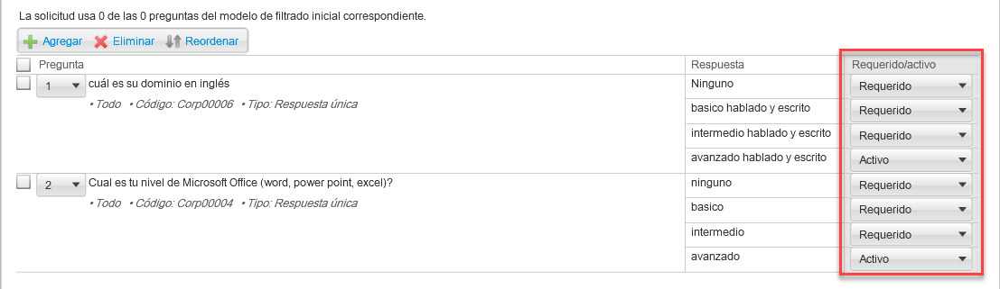 La solicitud usa 0 de las 0 preguntas del modelo de filtrado inicial correspondiente.
Agregar Eliminar Reordenar
Pregunta Respuesta Requerido/activo
1 cuál es su dominio en inglés Ninguno Requerido
• Todo • Código: Corp00006 • Tipo: Respuesta única basico hablado y escrito Requerido
intermedio hablado y escrito Requerido
avanzado hablado y escrito Activo
2 Cual es tu nivel de Microsoft Office (word, power point, excel)? ninguno Requerido
• Todo • Código: Corp00004 • Tipo: Respuesta única basico Requerido
intermedio Requerido
avanzado Activo